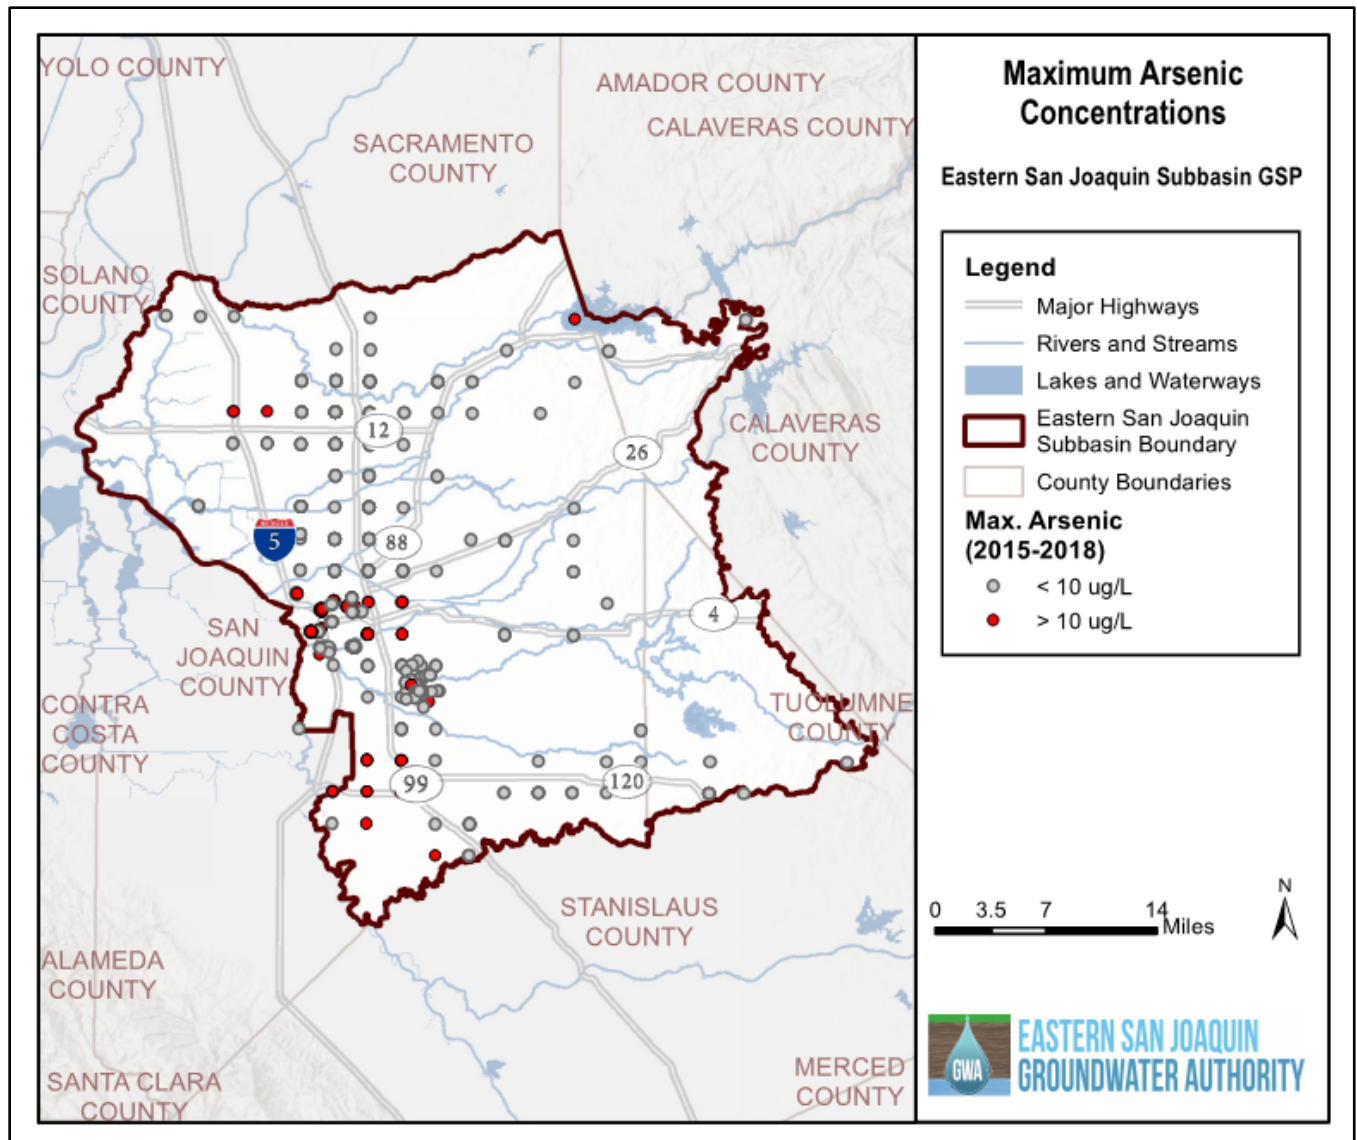 YOLO COUNTY
AMADOR COUNTY
CALAVERAS COUNTY
SACRAMENTO
COUNTY
SOLANO
COUNTY
12
26
CALAVERAS
COUNTY
5
88
4
SAN
JOAQUIN
COUNTY
CONTRA
COSTA
COUNTY
TUOLUMNE
COUNTY
99
120
STANISLAUS
COUNTY
ALAMEDA
COUNTY
SANTA CLARA
COUNTY
MERCED
COUNTY
Maximum Arsenic
Concentrations
Eastern San Joaquin Subbasin GSP
Legend
Major Highways
Rivers and Streams
Lakes and Waterways
Eastern San Joaquin
Subbasin Boundary
County Boundaries
Max. Arsenic
(2015-2018)
< 10 ug/L
> 10 ug/L
0 3.5 7 14
Miles
N
GWA
EASTERN SAN JOAQUIN
GROUNDWATER AUTHORITY